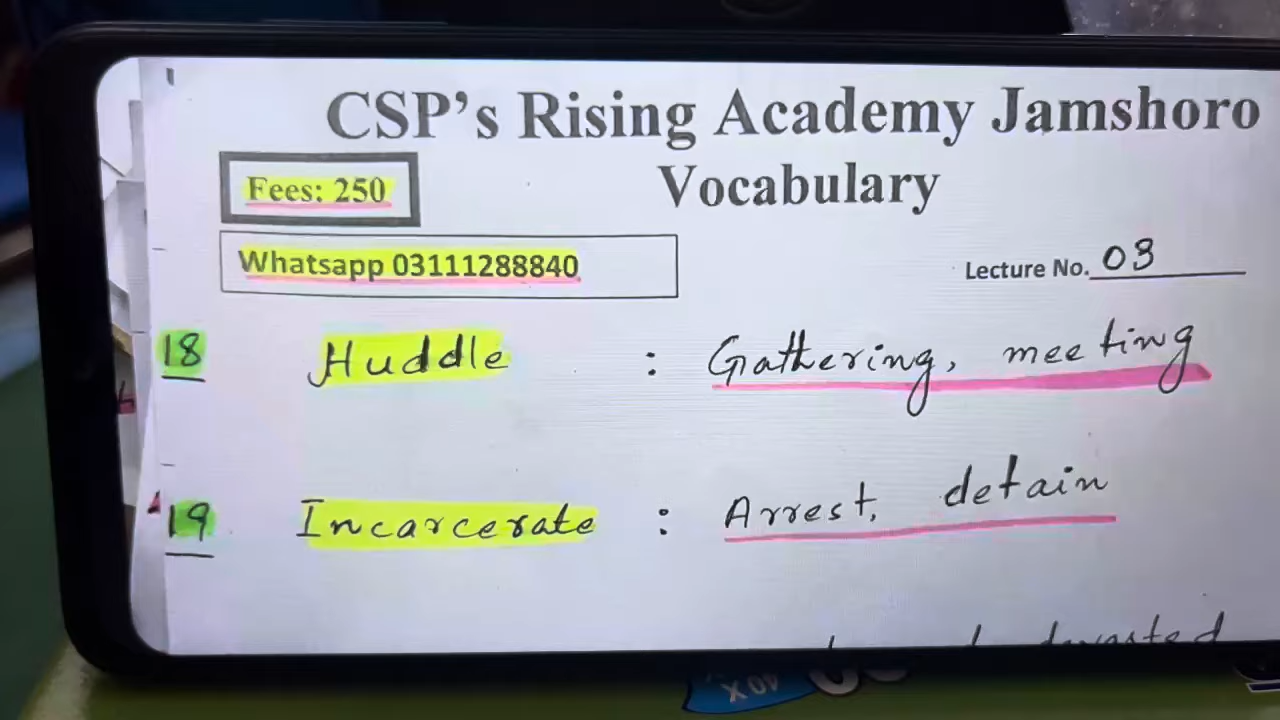 CSP's Rising Academy Jamshoro
Vocabulary
Fees: 250
Whatsapp 03111288840
Lecture No. 03
18 Huddle : Gathering, meeting
19 Incarcerate : Arrest, detain
40 X